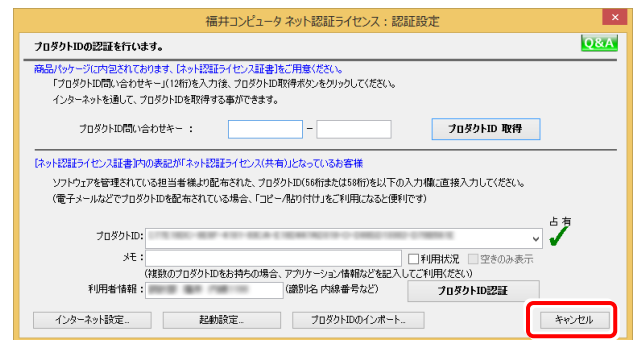 福井コンピュータ ネット認証ライセンス：認証設定
×
プロダクトIDの認証を行います。
Q&A
商品パッケージに内包されております、[ネット認証ライセンス証書]をご用意ください。
「プロダクトID問い合わせキー」(12桁)を入力後、プロダクトID取得ボタンをクリックしてください。
インターネットを通して、プロダクトIDを取得する事ができます。
プロダクトID問い合わせキー ： － プロダクトID 取得
[ネット認証ライセンス証書]内の表記が「ネット認証ライセンス(共有)」となっているお客様
ソフトウェアを管理されている担当者様より配布された、プロダクトID(56桁または58桁)を以下の入力欄に直接入力してください。
(電子メールなどでプロダクトIDを配布されている場合、「コピー/貼り付け」をご利用になると便利です)
占有
プロダクトID:
メモ： 利用状況 空きのみ表示
(複数のプロダクトIDをお持ちの場合、アプリケーション情報などを記入してご利用ください)
利用者情報： (識別名 内線番号など) プロダクトID認証
インターネット設定... 起動設定... プロダクトIDのインポート... キャンセル